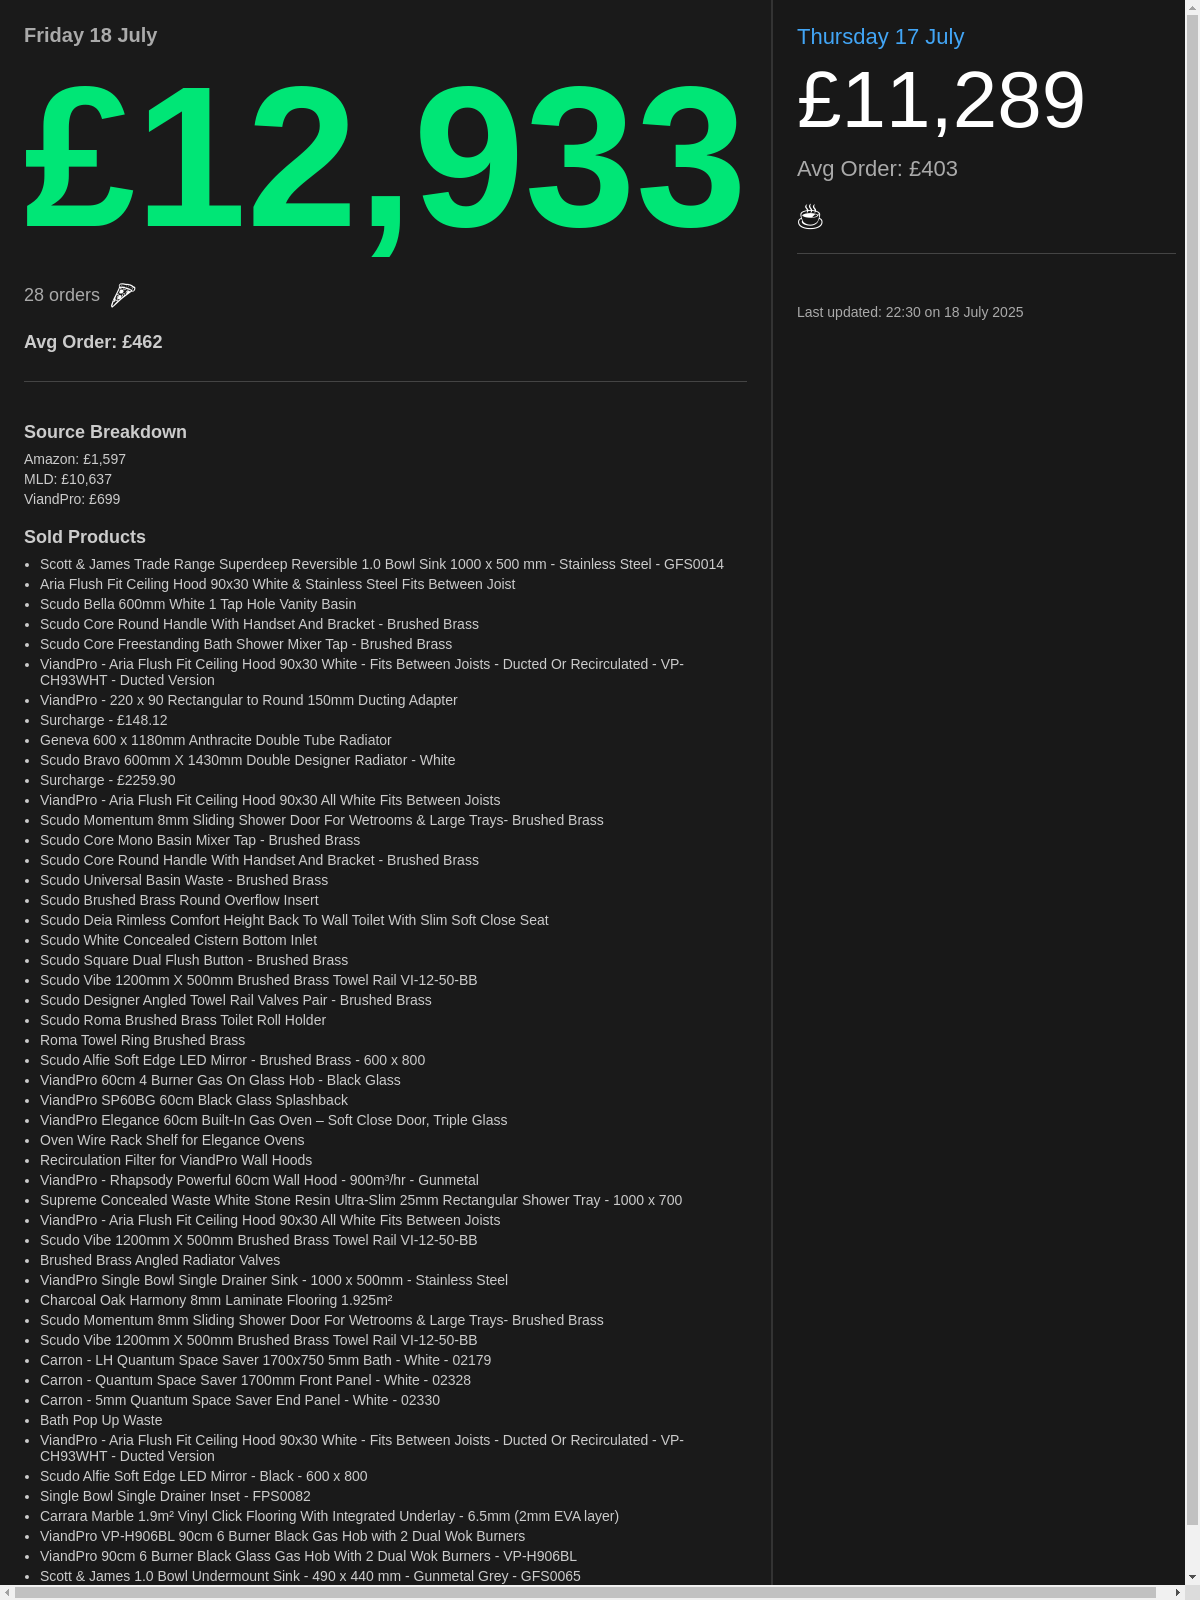 Friday 18 July
£12,933
28 orders
Avg Order: £462
Source Breakdown
Amazon: £1,597
MLD: £10,637
ViandPro: £699
Sold Products
Scott & James Trade Range Superdeep Reversible 1.0 Bowl Sink 1000 x 500 mm - Stainless Steel - GFS0014
Aria Flush Fit Ceiling Hood 90x30 White & Stainless Steel Fits Between Joist
Scudo Bella 600mm White 1 Tap Hole Vanity Basin
Scudo Core Round Handle With Handset And Bracket - Brushed Brass
Scudo Core Freestanding Bath Shower Mixer Tap - Brushed Brass
ViandPro - Aria Flush Fit Ceiling Hood 90x30 White - Fits Between Joists - Ducted Or Recirculated - VP-
CH93WHT - Ducted Version
ViandPro - 220 x 90 Rectangular to Round 150mm Ducting Adapter
Surcharge - £148.12
Geneva 600 x 1180mm Anthracite Double Tube Radiator
Scudo Bravo 600mm X 1430mm Double Designer Radiator - White
Surcharge - £2259.90
ViandPro - Aria Flush Fit Ceiling Hood 90x30 All White Fits Between Joists
Scudo Momentum 8mm Sliding Shower Door For Wetrooms & Large Trays- Brushed Brass
Scudo Core Mono Basin Mixer Tap - Brushed Brass
Scudo Core Round Handle With Handset And Bracket - Brushed Brass
Scudo Universal Basin Waste - Brushed Brass
Scudo Brushed Brass Round Overflow Insert
Scudo Deia Rimless Comfort Height Back To Wall Toilet With Slim Soft Close Seat
Scudo White Concealed Cistern Bottom Inlet
Scudo Square Dual Flush Button - Brushed Brass
Scudo Vibe 1200mm X 500mm Brushed Brass Towel Rail VI-12-50-BB
Scudo Designer Angled Towel Rail Valves Pair - Brushed Brass
Scudo Roma Brushed Brass Toilet Roll Holder
Roma Towel Ring Brushed Brass
Scudo Alfie Soft Edge LED Mirror - Brushed Brass - 600 x 800
ViandPro 60cm 4 Burner Gas On Glass Hob - Black Glass
ViandPro SP60BG 60cm Black Glass Splashback
ViandPro Elegance 60cm Built-In Gas Oven – Soft Close Door, Triple Glass
Oven Wire Rack Shelf for Elegance Ovens
Recirculation Filter for ViandPro Wall Hoods
ViandPro - Rhapsody Powerful 60cm Wall Hood - 900m³/hr - Gunmetal
Supreme Concealed Waste White Stone Resin Ultra-Slim 25mm Rectangular Shower Tray - 1000 x 700
ViandPro - Aria Flush Fit Ceiling Hood 90x30 All White Fits Between Joists
Scudo Vibe 1200mm X 500mm Brushed Brass Towel Rail VI-12-50-BB
Brushed Brass Angled Radiator Valves
ViandPro Single Bowl Single Drainer Sink - 1000 x 500mm - Stainless Steel
Charcoal Oak Harmony 8mm Laminate Flooring 1.925m²
Scudo Momentum 8mm Sliding Shower Door For Wetrooms & Large Trays- Brushed Brass
Scudo Vibe 1200mm X 500mm Brushed Brass Towel Rail VI-12-50-BB
Carron - LH Quantum Space Saver 1700x750 5mm Bath - White - 02179
Carron - Quantum Space Saver 1700mm Front Panel - White - 02328
Carron - 5mm Quantum Space Saver End Panel - White - 02330
Bath Pop Up Waste
ViandPro - Aria Flush Fit Ceiling Hood 90x30 White - Fits Between Joists - Ducted Or Recirculated - VP-
CH93WHT - Ducted Version
Scudo Alfie Soft Edge LED Mirror - Black - 600 x 800
Single Bowl Single Drainer Inset - FPS0082
Carrara Marble 1.9m² Vinyl Click Flooring With Integrated Underlay - 6.5mm (2mm EVA layer)
ViandPro VP-H906BL 90cm 6 Burner Black Gas Hob with 2 Dual Wok Burners
ViandPro 90cm 6 Burner Black Glass Gas Hob With 2 Dual Wok Burners - VP-H906BL
Scott & James 1.0 Bowl Undermount Sink - 490 x 440 mm - Gunmetal Grey - GFS0065
Thursday 17 July
£11,289
Avg Order: £403
Last updated: 22:30 on 18 July 2025